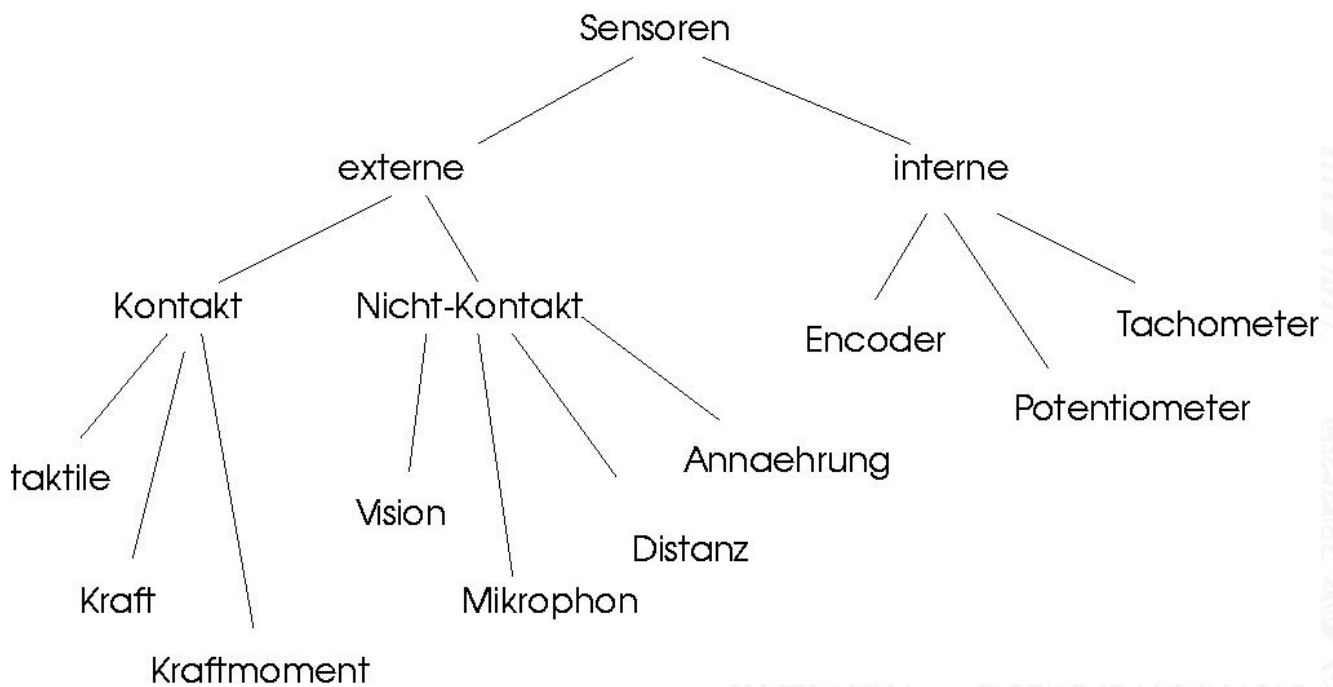 Sensoren
externe
interne
Kontakt
Nicht-Kontakt
Encoder
Tachometer
Potentiometer
taktile
Vision
Annaehrung
Distanz
Kraft
Mikrophon
Kraftmoment